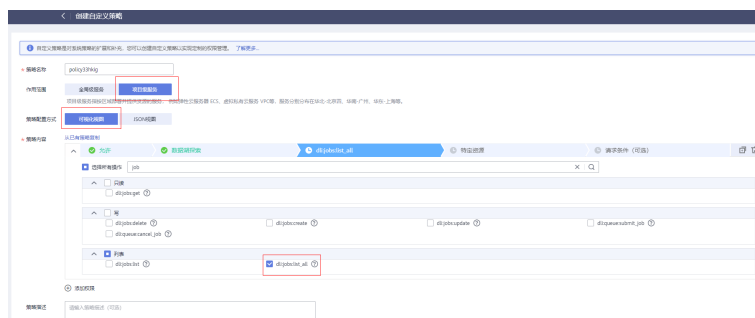 < | 创建自定义策略
自定义策略是对系统策略的扩展和补充，您可以创建自定义策略以实现定制的权限管理。 了解更多...
* 策略名称 policy33hkig
作用范围 全局级服务 项目级服务
策略配置方式 可视化视图 JSON视图
* 策略内容 从已有策略复制
允许 数据湖探索 dli:jobs:list_all 特定资源 请求条件（可选）
选择所有操作 job
只读
dli:jobs:get
写
dli:jobs:delete dli:jobs:create dli:jobs:update dli:queue:submit_job
dli:queue:cancel_job
列表
dli:jobs:list dli:jobs:list_all
添加权限
策略描述 请输入策略描述（可选）